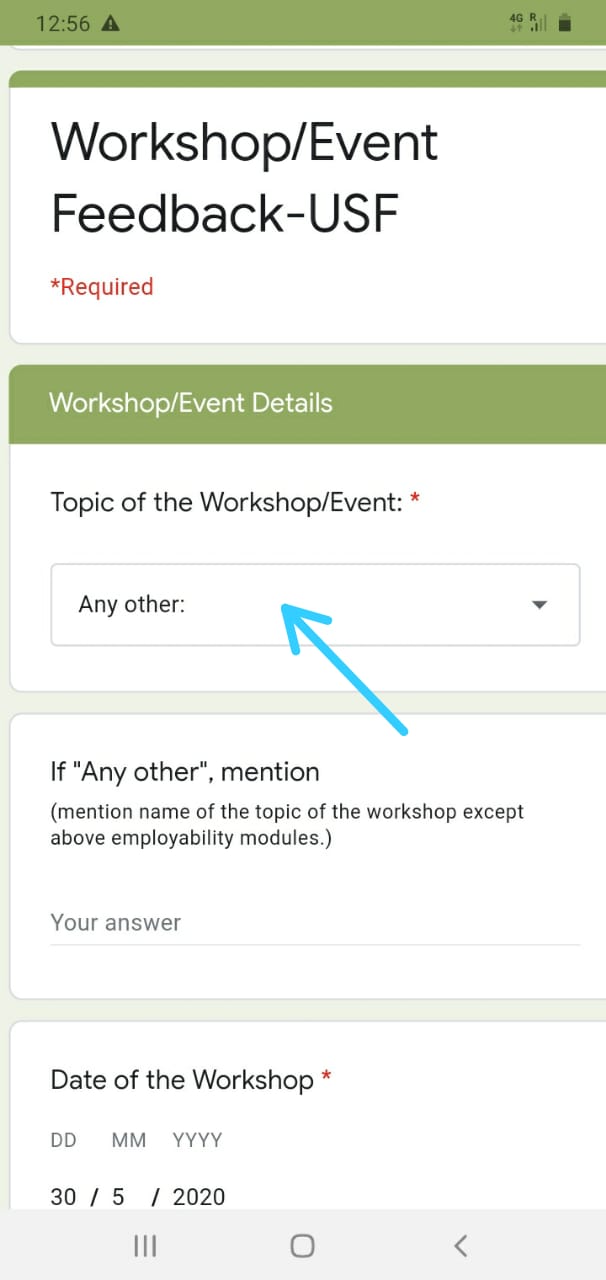 12:56
4G R
Workshop/Event
Feedback-USF
*Required
Workshop/Event Details
Topic of the Workshop/Event: *
Any other:
If "Any other", mention
(mention name of the topic of the workshop except
above employability modules.)
Your answer
Date of the Workshop *
DD MM YYYY
30 / 5 / 2020